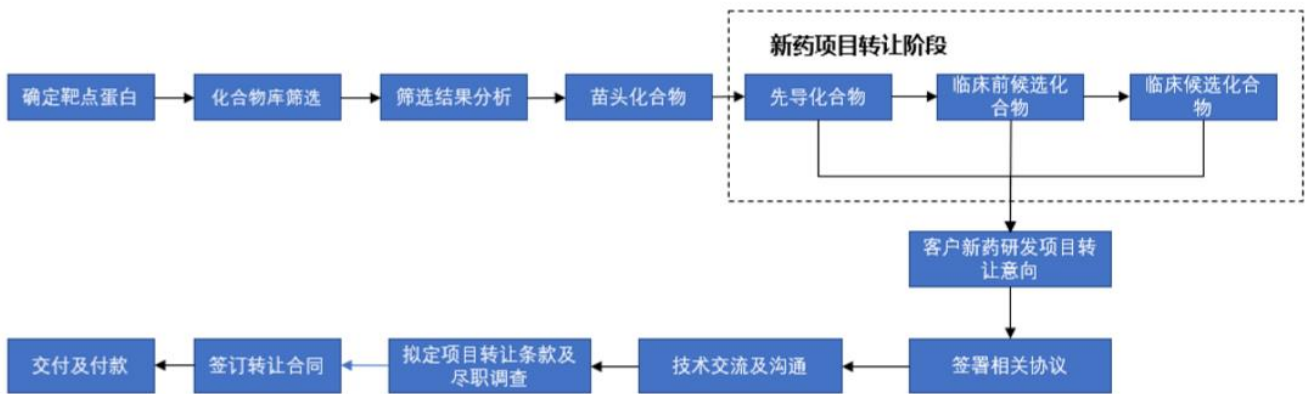 新药项目转让阶段
确定靶点蛋白
化合物库筛选
筛选结果分析
苗头化合物
先导化合物
临床前候选化
合物
临床候选化合
物
客户新药研发项目转
让意向
交付及付款
签订转让合同
拟定项目转让条款及
尽职调查
技术交流及沟通
签署相关协议